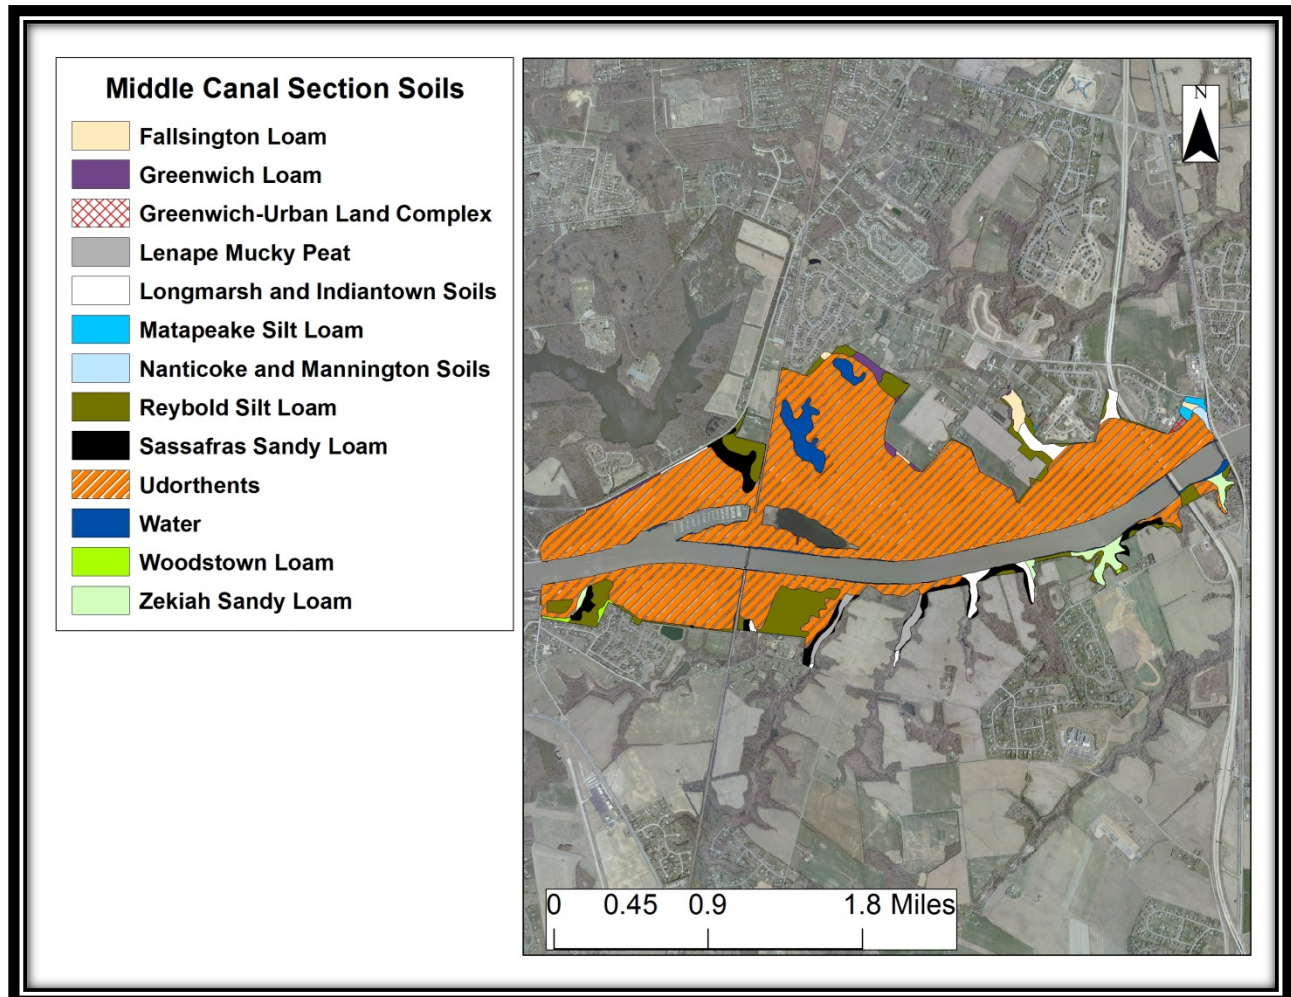 Middle Canal Section Soils
Fallsington Loam
Greenwich Loam
Greenwich-Urban Land Complex
Lenape Mucky Peat
Longmarsh and Indiantown Soils
Matapeake Silt Loam
Nanticoke and Mannington Soils
Reybold Silt Loam
Sassafras Sandy Loam
Udorthents
Water
Woodstown Loam
Zekiah Sandy Loam
N
0 0.45 0.9 1.8 Miles